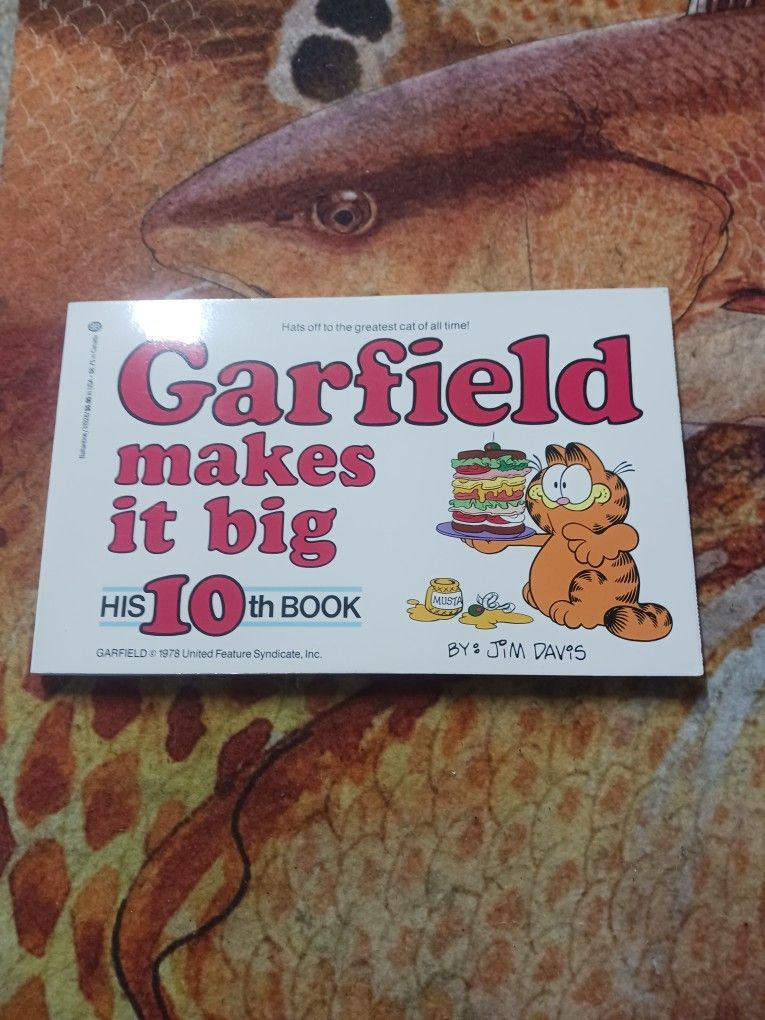 Hats off to the greatest cat of all time!
Garfield
makes
it big
HIS 10th BOOK
MUSTA
GARFIELD © 1978 United Feature Syndicate, Inc.
BY: JIM DAVIS